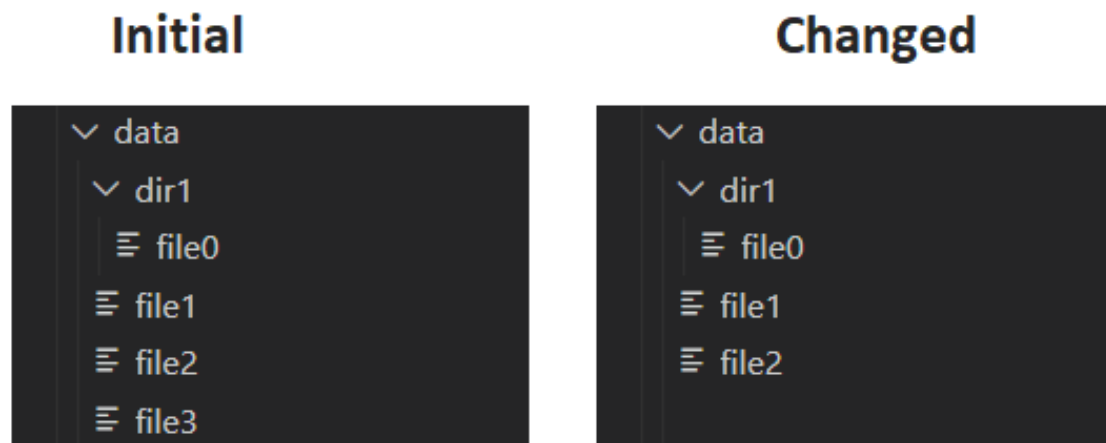 Initial
data
dir1
file0
file1
file2
file3
Changed
data
dir1
file0
file1
file2